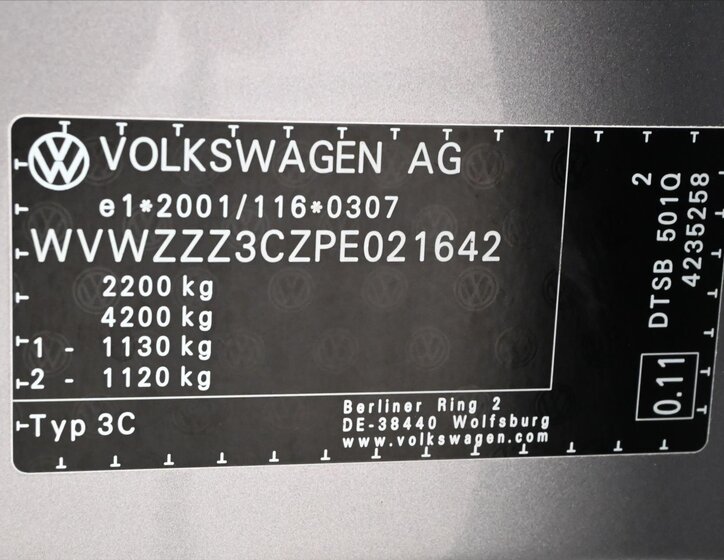 VOLKSWAGEN AG
e1*2001/116*0307
WVWZZZ3CZPE021642
2200 kg
4200 kg
1 - 1130 kg
2 - 1120 kg
Typ 3C
Berliner Ring 2
DE-38440 Wolfsburg
www.volkswagen.com
DTSB 501Q 2
4235258
0.11